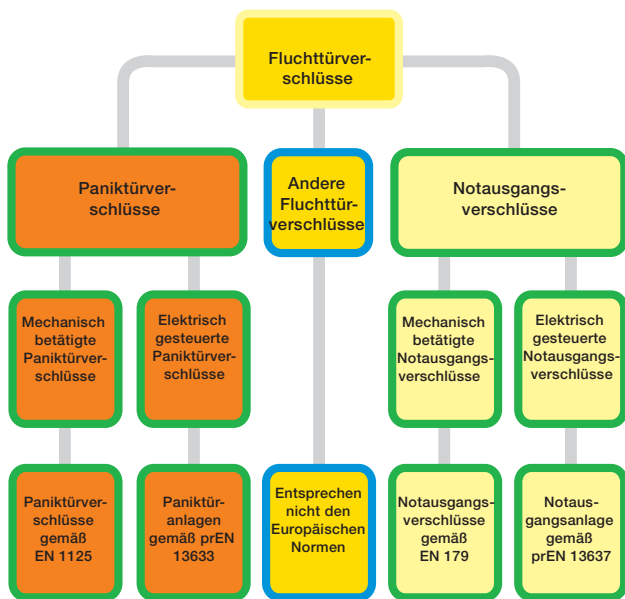 Fluchttürver-
schlüsse
Paniktürver-
schlüsse
Andere
Fluchttür-
verschlüsse
Notausgangs-
verschlüsse
Mechanisch
betätigte
Paniktürver-
schlüsse
Elektrisch
gesteuerte
Paniktürver-
schlüsse
Mechanisch
betätigte
Notausgangs-
verschlüsse
Elektrisch
gesteuerte
Notausgangs-
verschlüsse
Paniktürver-
schlüsse
gemäß
EN 1125
Paniktür-
anlagen
gemäß prEN
13633
Entsprechen
nicht den
Europäischen
Normen
Notausgangs-
verschlüsse
gemäß
EN 179
Notaus-
gangsanlage
gemäß
prEN 13637